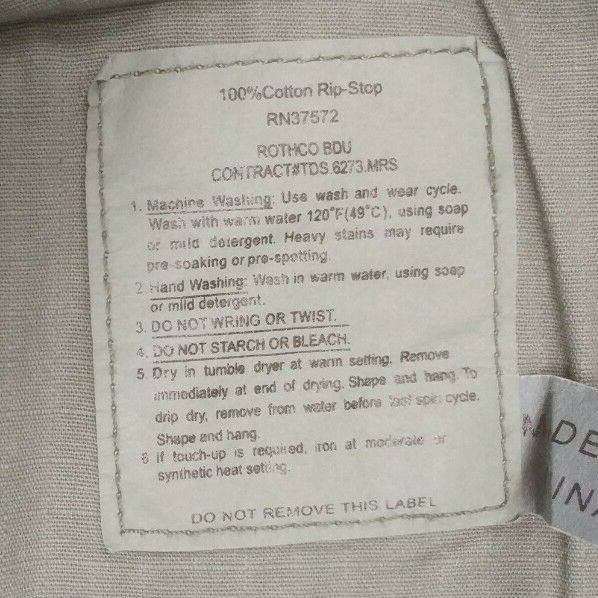 100%Cotton Rip-Stop
RN37572
ROTHCO BDU
CONTRACT#TDS.6273.MRS
1. Machine Washing: Use wash and wear cycle.
Wash with warm water 120°F(49°C), using soap
or mild detergent. Heavy stains may require
pre-soaking or pre-spotting.
2. Hand Washing: Wash in warm water, using soap
or mild detergent.
3. DO NOT WRING OR TWIST.
4. DO NOT STARCH OR BLEACH.
5. Dry in tumble dryer at warm setting. Remove
immediately at end of drying. Shape and hang. To
drip dry, remove from water before last spin cycle.
Shape and hang.
6 If touch-up is required, iron at moderate or
synthetic heat setting.
DO NOT REMOVE THIS LABEL